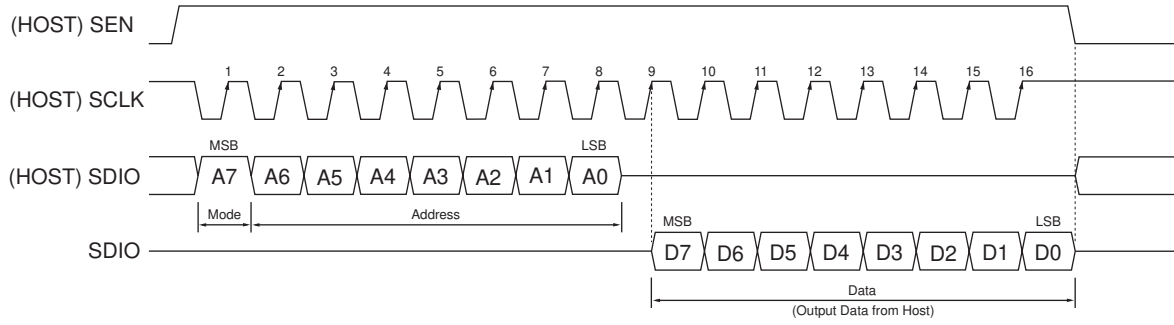 (HOST) SEN
1 2 3 4 5 6 7 8 9 10 11 12 13 14 15 16
(HOST) SCLK
MSB LSB
(HOST) SDIO A7 A6 A5 A4 A3 A2 A1 A0
Mode Address
MSB LSB
SDIO D7 D6 D5 D4 D3 D2 D1 D0
Data
(Output Data from Host)